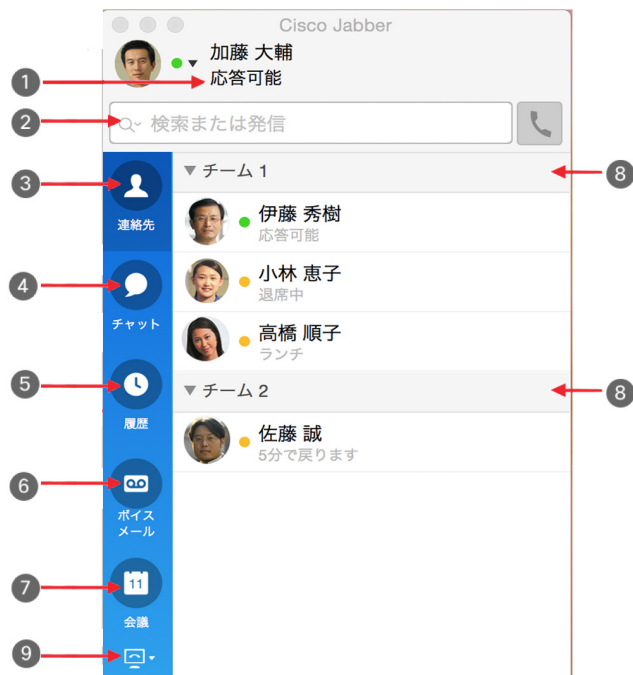 Cisco Jabber
加藤 大輔
1
応答可能
2
検索または発信
3
連絡先
▼ チーム 1
8
伊藤 秀樹
応答可能
4
チャット
小林 恵子
退席中
高橋 順子
ランチ
5
履歴
▼ チーム 2
8
佐藤 誠
5分で戻ります
6
ボイス
メール
7
11
会議
9